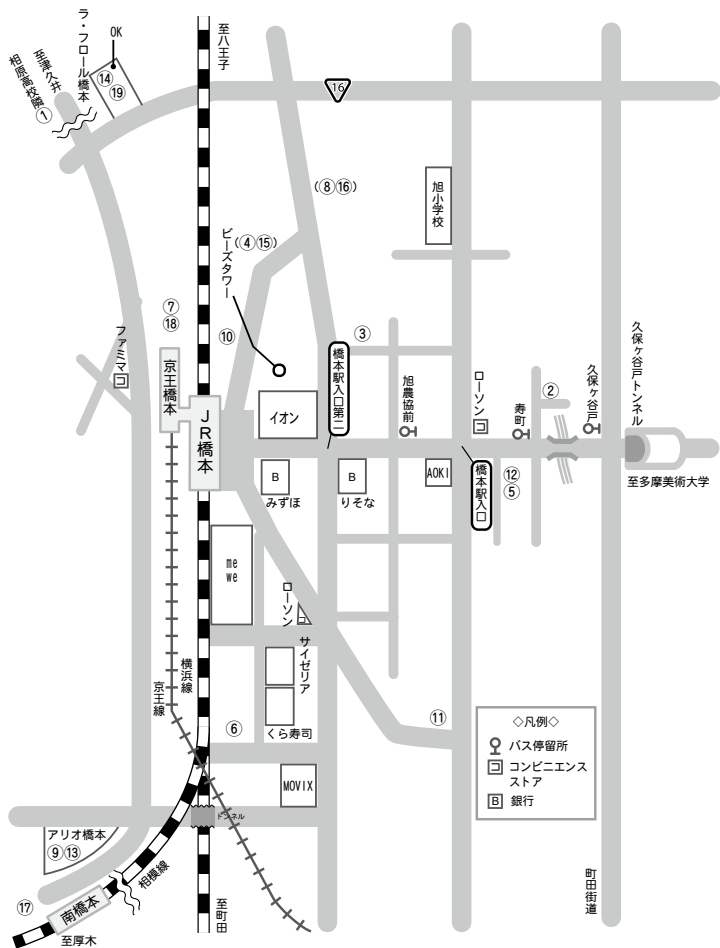 至津久井
相原高校隣
①
ラ・フロール橋本
OK
⑭
⑲
至八王子
16
(⑧⑯)
旭小学校
(④⑮)
ビーズタワー
⑦
⑱
⑩
③
ファミマ
コ
京王橋本
JR橋本
イオン
橋本駅入口第二
旭農協前
ローソン
コ
寿町
②
久保ヶ谷戸
久保ヶ谷戸トンネル
至多摩美術大学
B
みずほ
B
りそな
AOKI
橋本駅入口
⑫
⑤
me
we
ローソン
コ
サイゼリア
くら寿司
横浜線
京王線
⑥
⑪
MOVIX
トンネル
アリオ橋本
⑨⑬
相模線
⑰
南橋本
至厚木
至町田
◇凡例◇
バス停留所
コ コンビニエンス
ストア
B 銀行
町田街道